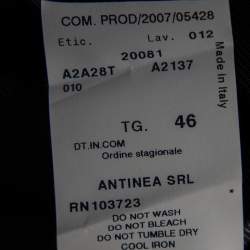 COM. PROD/2007/05428
Etic. Lav. 012
20081
A2A28T A2137
010
Made in Italy
TG. 46
DT.IN.COM
Ordine stagionale
ANTINEA SRL
RN103723
DO NOT WASH
DO NOT BLEACH
DO NOT TUMBLE DRY
COOL IRON